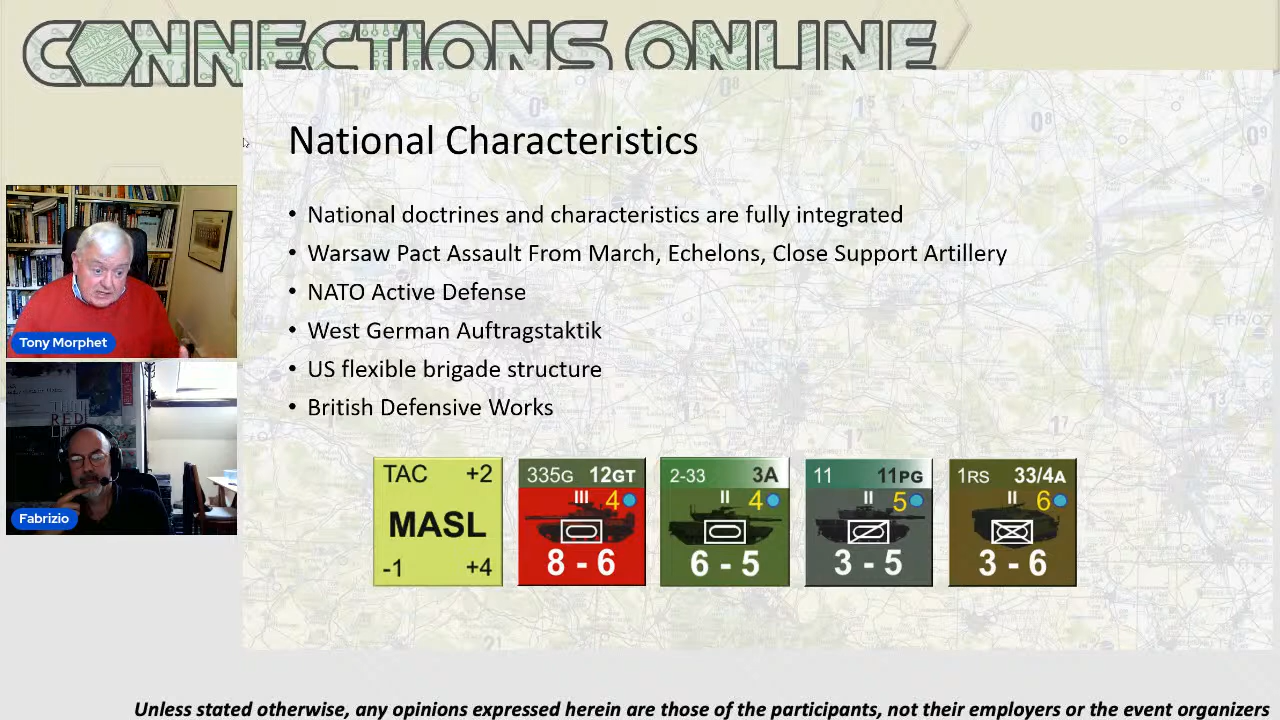 CONNECTIONS ONLINE
National Characteristics
• National doctrines and characteristics are fully integrated
• Warsaw Pact Assault From March, Echelons, Close Support Artillery
• NATO Active Defense
• West German Auftragstaktik
• US flexible brigade structure
• British Defensive Works
Tony Morphet
Fabrizio
TAC +2
MASL
-1 +4
335G 12GT
III 4
8 - 6
2-33 3A
II 4
6 - 5
11 11PG
II 5
3 - 5
1RS 33/4A
II 6
3 - 6
Unless stated otherwise, any opinions expressed herein are those of the participants, not their employers or the event organizers